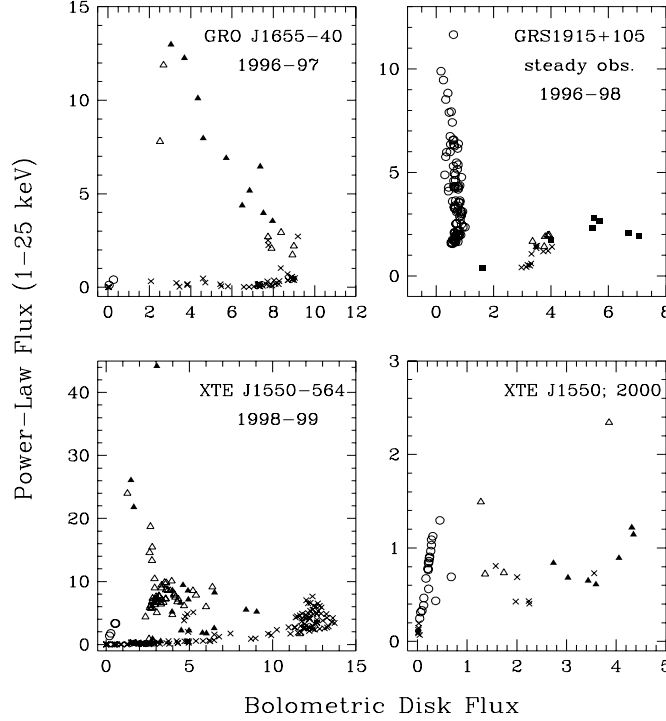 Power-Law Flux (1-25 keV)
15
10
5
0
GRO J1655-40
1996-97
0 2 4 6 8 10 12
10
5
0
GRS1915+105
steady obs.
1996-98
0 2 4 6 8
40
30
20
10
0
XTE J1550-564
1998-99
0 5 10 15
3
2
1
0
XTE J1550; 2000
0 1 2 3 4 5
Bolometric Disk Flux